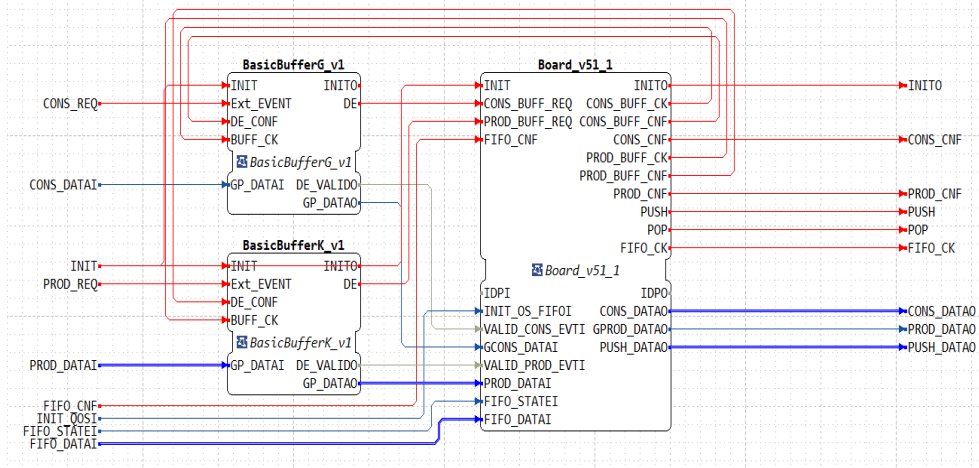 BasicBufferG_v1
INIT INITO
Ext_EVENT DE
DE_CONF
BUFF_CK
BasicBufferG_v1
GP_DATAI DE_VALIDO
GP_DATAO
Board_v51_1
INIT INITO
CONS_BUFF_REQ CONS_BUFF_CK
PROD_BUFF_REQ CONS_BUFF_CNF
FIFO_CNF CONS_CNF
PROD_BUFF_CK
PROD_BUFF_CNF
PROD_CNF
PUSH
POP
FIFO_CK
Board_v51_1
IDPI IDPO
INIT_OS_FIFOI CONS_DATAO
VALID_CONS_EVTI GPROD_DATAO
GCONS_DATAI PUSH_DATAO
VALID_PROD_EVTI
PROD_DATAI
FIFO_STATEI
FIFO_DATAI
BasicBufferK_v1
INIT INITO
Ext_EVENT DE
DE_CONF
BUFF_CK
BasicBufferK_v1
GP_DATAI DE_VALIDO
GP_DATAO
CONS_REQ
CONS_DATAI
INIT
PROD_REQ
PROD_DATAI
FIFO_CNF
INIT_QOSI
FIFO_STATEI
FIFO_DATAI
INITO
CONS_CNF
PROD_CNF
PUSH
POP
FIFO_CK
CONS_DATAO
PROD_DATAO
PUSH_DATAO